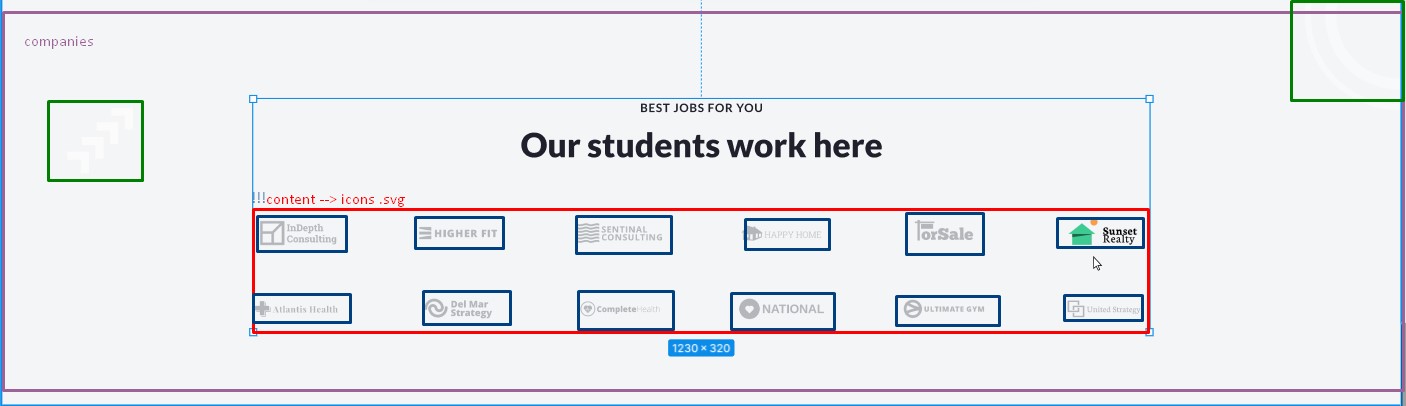 companies
BEST JOBS FOR YOU
Our students work here
!!!content --> icons .svg
InDepth
Consulting
HIGHER FIT
SENTINAL
CONSULTING
HAPPY HOME
forSale
Sunset
Realty
Atlantis Health
Del Mar
Strategy
CompleteHealth
NATIONAL
ULTIMATE GYM
United Strategy
1230 × 320